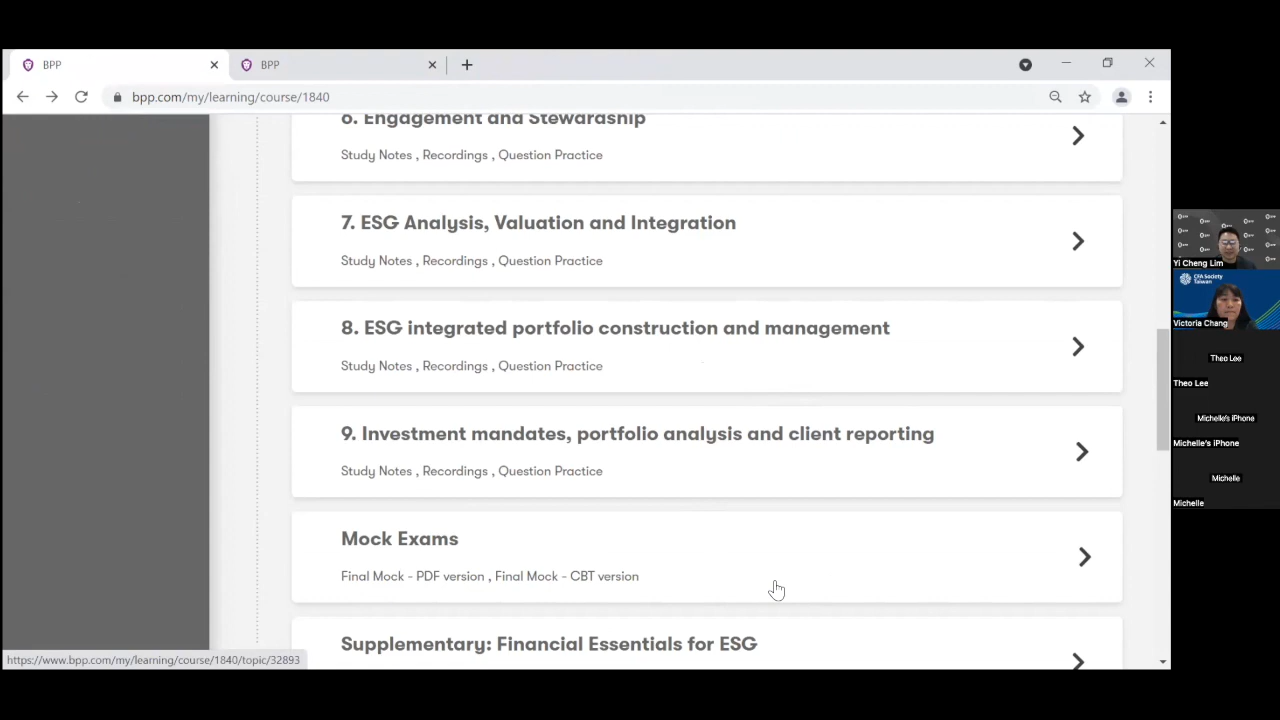 BPP
BPP
bpp.com/my/learning/course/1840
6. Engagement and Stewardship
Study Notes , Recordings , Question Practice
7. ESG Analysis, Valuation and Integration
Study Notes , Recordings , Question Practice
8. ESG integrated portfolio construction and management
Study Notes , Recordings , Question Practice
9. Investment mandates, portfolio analysis and client reporting
Study Notes , Recordings , Question Practice
Mock Exams
Final Mock - PDF version , Final Mock - CBT version
Supplementary: Financial Essentials for ESG
https://www.bpp.com/my/learning/course/1840/topic/32893
Yi Cheng Lim
CFA Society
Taiwan
Victoria Chang
Theo Lee
Theo Lee
Michelle's iPhone
Michelle's iPhone
Michelle
Michelle